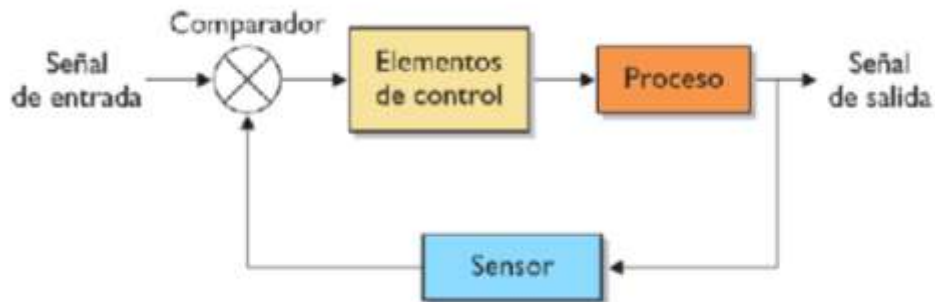 Comparador
Señal
de entrada
Elementos
de control
Proceso
Señal
de salida
Sensor